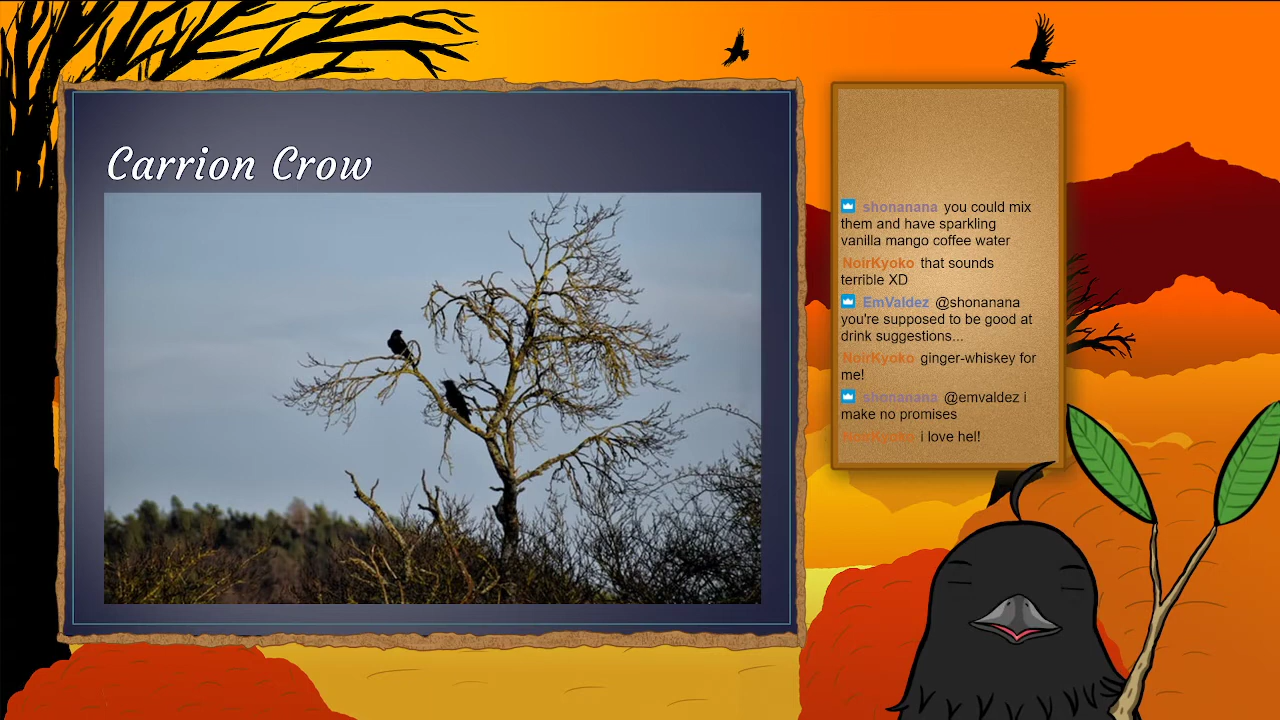 Carrion Crow
shonanana you could mix
them and have sparkling
vanilla mango coffee water
NoirKyoko that sounds
terrible XD
EmValdez @shonanana
you're supposed to be good at
drink suggestions...
NoirKyoko ginger-whiskey for
me!
shonanana @emvaldez i
make no promises
NoirKyoko i love hel!